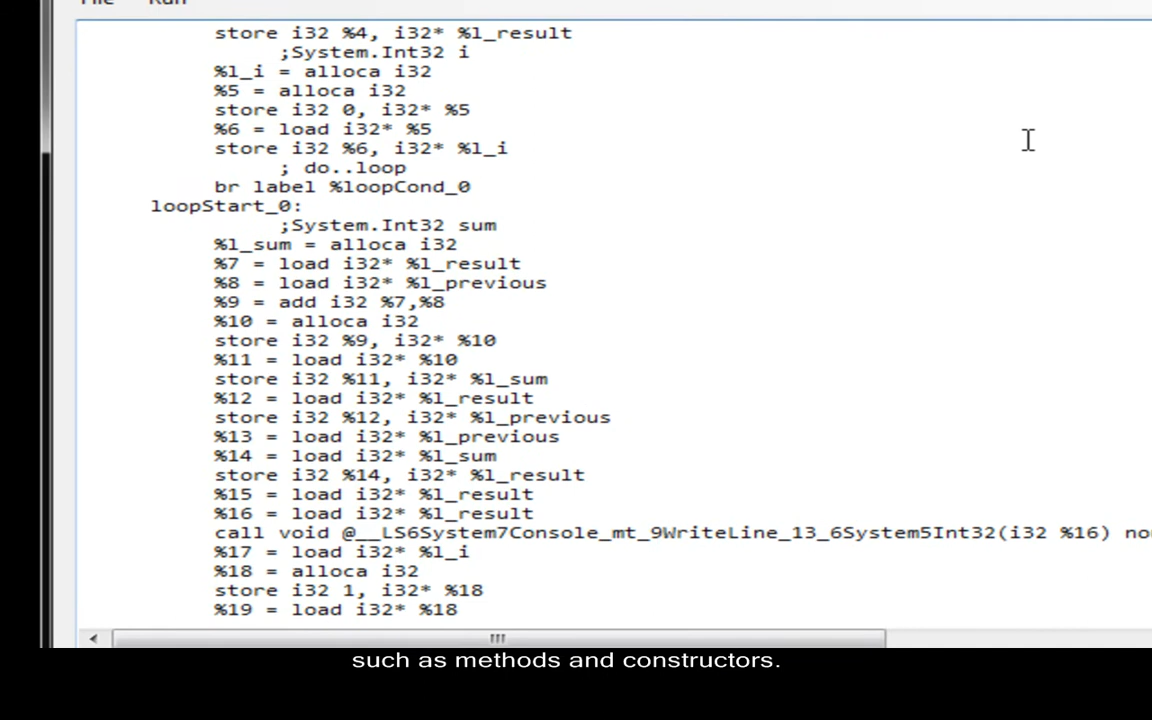 File Run
store i32 %4, i32* %l_result
;System.Int32 i
%l_i = alloca i32
%5 = alloca i32
store i32 0, i32* %5
%6 = load i32* %5
store i32 %6, i32* %l_i
; do..loop
br label %loopCond_0
loopStart_0:
;System.Int32 sum
%l_sum = alloca i32
%7 = load i32* %l_result
%8 = load i32* %l_previous
%9 = add i32 %7,%8
%10 = alloca i32
store i32 %9, i32* %10
%11 = load i32* %10
store i32 %11, i32* %l_sum
%12 = load i32* %l_result
store i32 %12, i32* %l_previous
%13 = load i32* %l_previous
%14 = load i32* %l_sum
store i32 %14, i32* %l_result
%15 = load i32* %l_result
%16 = load i32* %l_result
call void @__LS6System7Console_mt_9WriteLine_13_6System5Int32(i32 %16) no
%17 = load i32* %l_i
%18 = alloca i32
store i32 1, i32* %18
%19 = load i32* %18
such as methods and constructors.